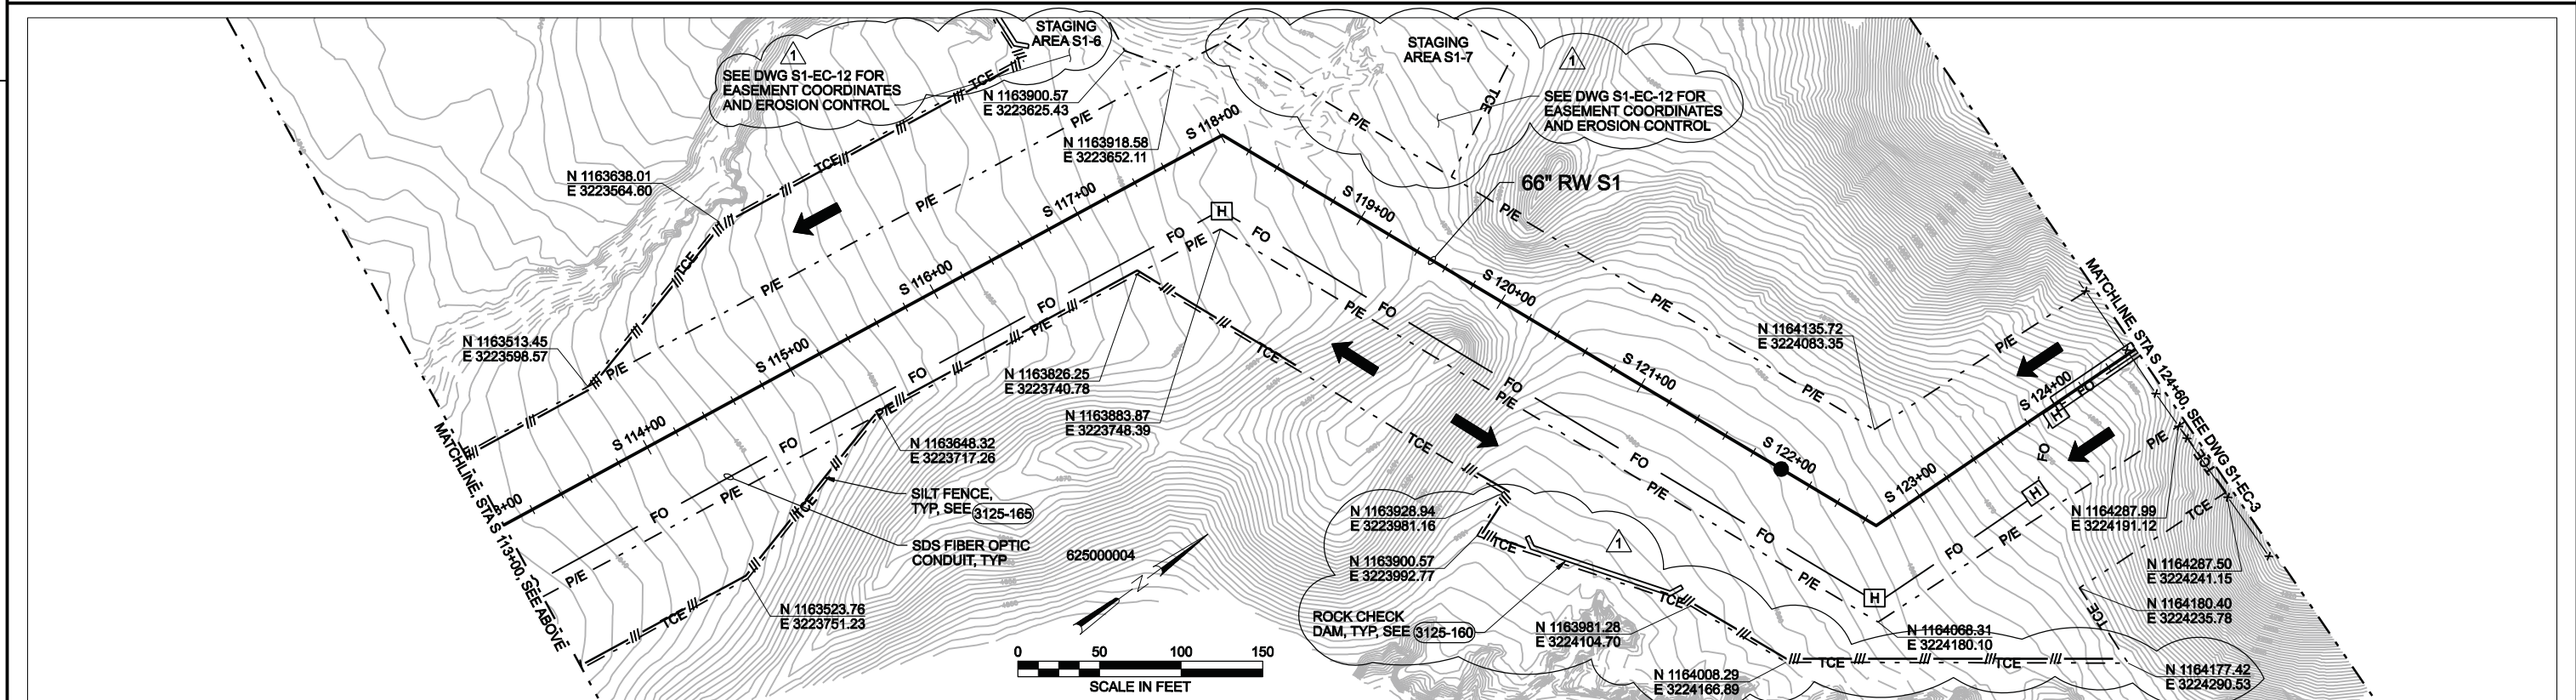 STAGING
AREA S1-6
1
SEE DWG S1-EC-12 FOR
EASEMENT COORDINATES
AND EROSION CONTROL
TCE
N 1163900.57
E 3223625.43
P/E
S 118+00
N 1163918.58
E 3223652.11
STAGING
AREA S1-7
1
TCE
SEE DWG S1-EC-12 FOR
EASEMENT COORDINATES
AND EROSION CONTROL
P/E
TCE
N 1163638.01
E 3223564.60
66" RW S1
S 117+00
S 119+00
P/E
H
P/E
FO
P/E
FO
TCE
S 116+00
P/E
S 120+00
P/E
MATCHLINE, STA S 124+60, SEE DWG S1-EC-3
FO
P/E
FO
P/E
N 1164135.72
E 3224083.35
P/E
N 1163513.45
E 3223598.57
P/E
S 115+00
TCE
N 1163826.25
E 3223740.78
FO
S 121+00
FO
P/E
P/E
S 124+00
FO
H
N 1163883.87
E 3223748.39
P/E
S 114+00
FO
N 1163648.32
E 3223717.26
TCE
S 122+00
FO
P/E
TCE
MATCHLINE, STA S 113+00, SEE ABOVE
3+00
FO
P/E
SILT FENCE,
TYP, SEE 3125-165
TCE
FO
P/E
S 123+00
H
TCE
N 1163928.94
E 3223981.16
N 1164287.99
E 3224191.12
SDS FIBER OPTIC
CONDUIT, TYP
625000004
TCE
1
FO
P/E
N 1163900.57
E 3223992.77
N 1164287.50
E 3224241.15
P/E
P/E
H
N 1163523.76
E 3223751.23
TCE
ROCK CHECK
DAM, TYP, SEE 3125-160
TCE
N 1163981.28
E 3224104.70
N 1164068.31
E 3224180.10
N 1164180.40
E 3224235.78
TCE
0 50 100 150
SCALE IN FEET
N 1164008.29
E 3224166.89
TCE
TCE
N 1164177.42
E 3224290.53